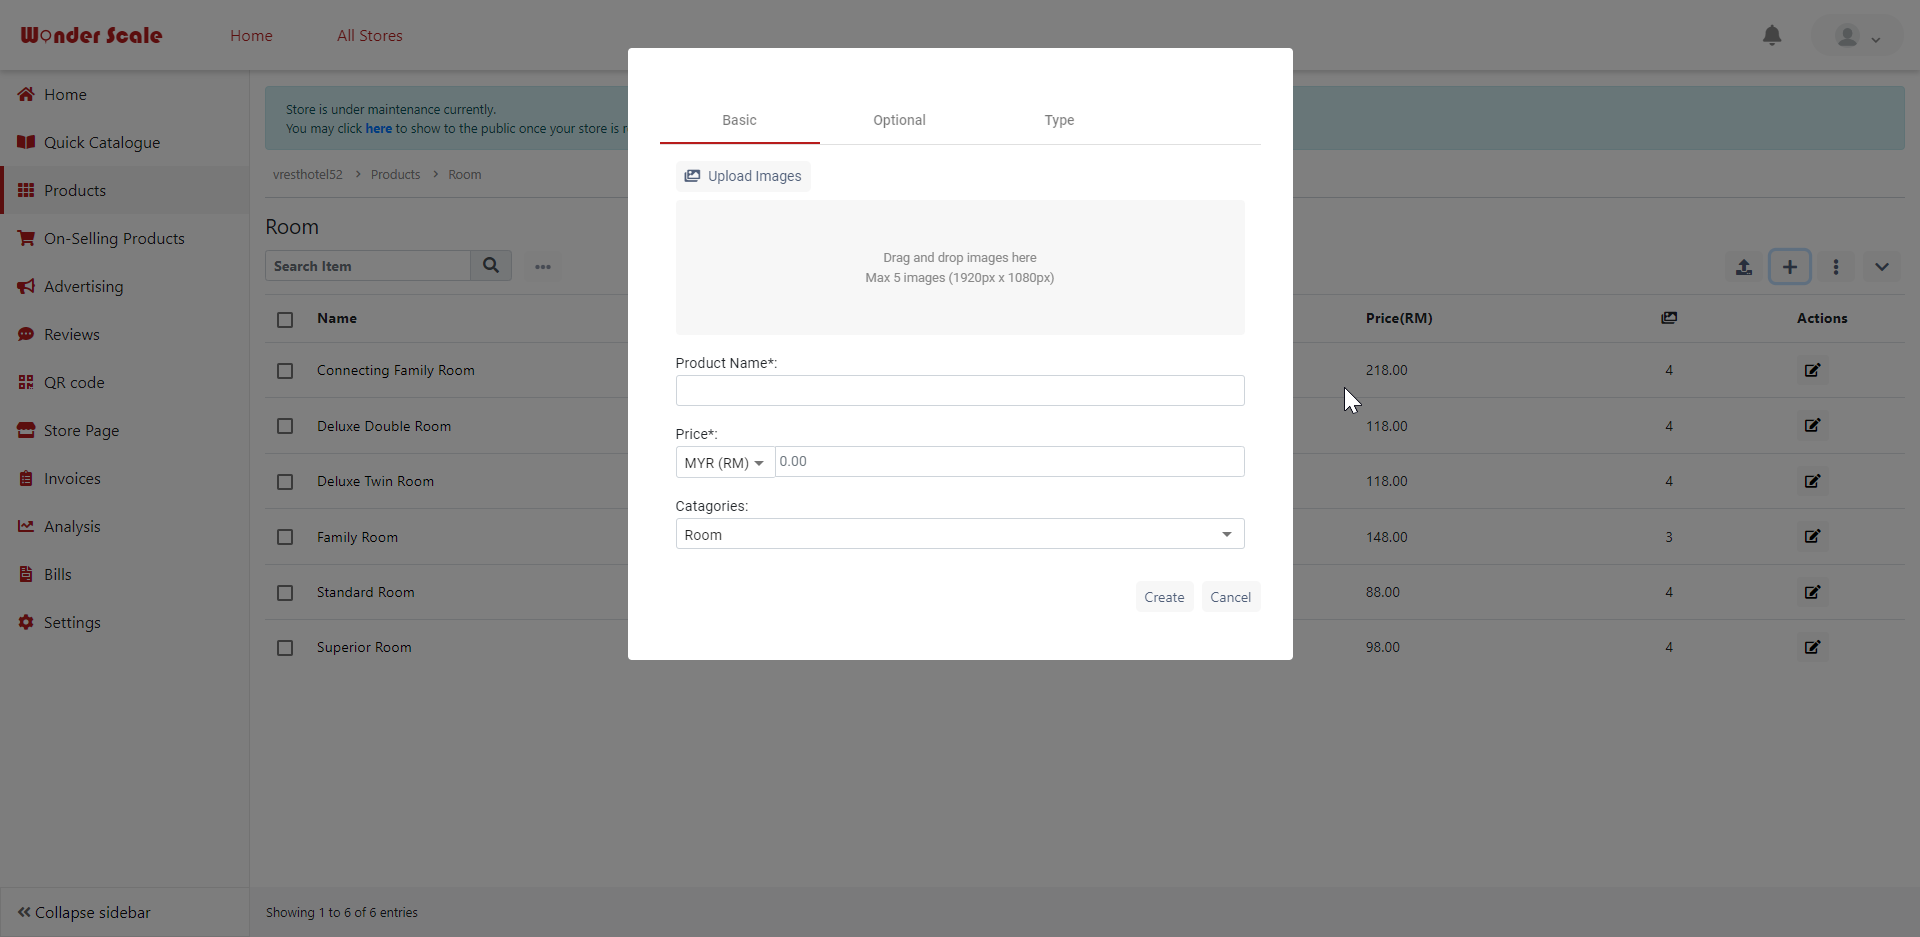 Wonder Scale
Home
All Stores
Home
Quick Catalogue
Products
On-Selling Products
Advertising
Reviews
QR code
Store Page
Invoices
Analysis
Bills
Settings
Collapse sidebar
Store is under maintenance currently.
You may click here to show to the public once your store is r
vresthotel52 > Products > Room
Room
Search Item
Name
Price(RM)
Actions
Connecting Family Room
218.00
4
Deluxe Double Room
118.00
4
Deluxe Twin Room
118.00
4
Family Room
148.00
3
Standard Room
88.00
4
Superior Room
98.00
4
Showing 1 to 6 of 6 entries
Basic
Optional
Type
Upload Images
Drag and drop images here
Max 5 images (1920px x 1080px)
Product Name*:
Price*:
MYR (RM)
0.00
Catagories:
Room
Create
Cancel